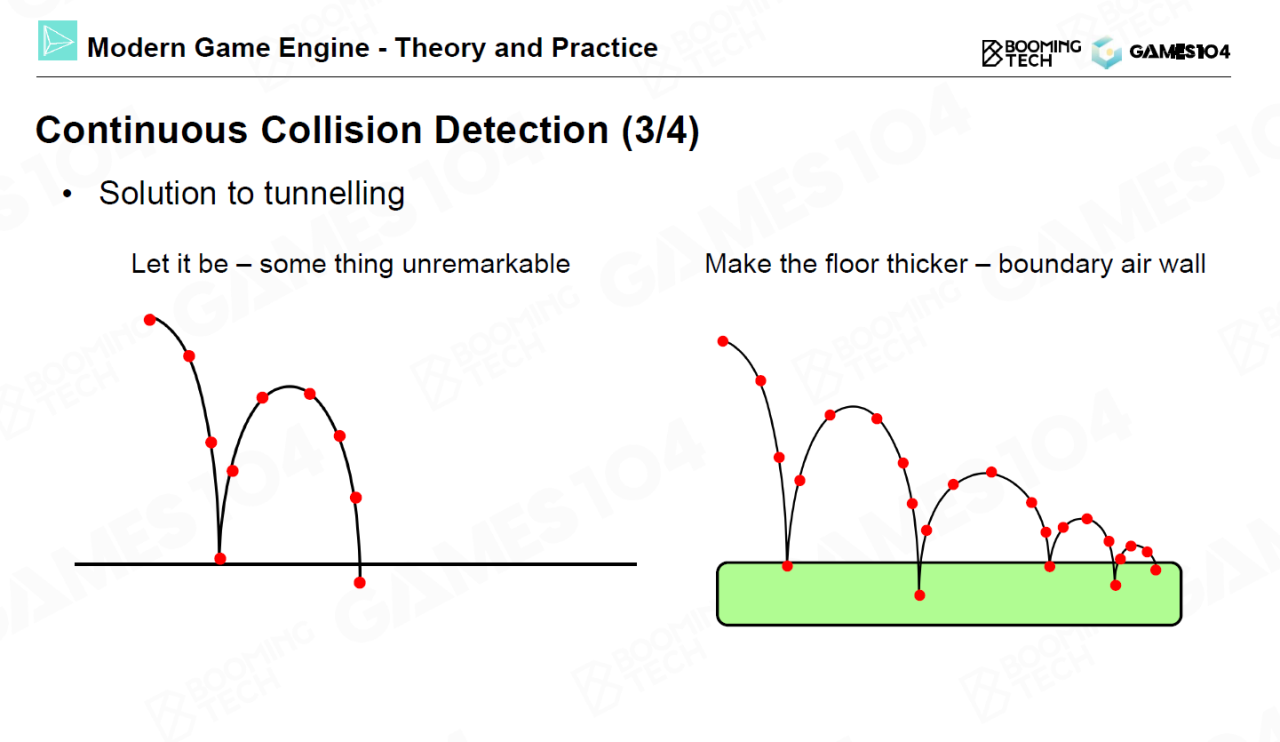 Modern Game Engine - Theory and Practice
BOOMING
TECH
GAMES104
Continuous Collision Detection (3/4)
• Solution to tunnelling
Let it be – some thing unremarkable
Make the floor thicker – boundary air wall